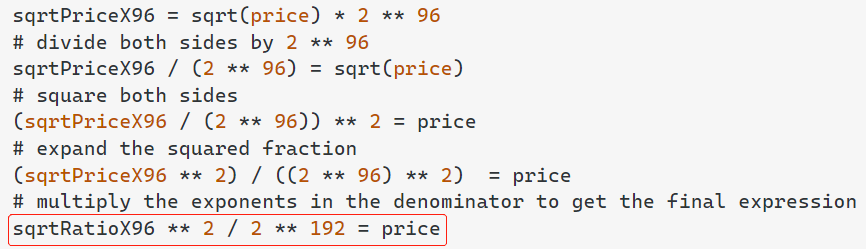 sqrtPriceX96 = sqrt(price) * 2 ** 96
# divide both sides by 2 ** 96
sqrtPriceX96 / (2 ** 96) = sqrt(price)
# square both sides
(sqrtPriceX96 / (2 ** 96)) ** 2 = price
# expand the squared fraction
(sqrtPriceX96 ** 2) / ((2 ** 96) ** 2)  = price
# multiply the exponents in the denominator to get the final expression
sqrtRatioX96 ** 2 / 2 ** 192 = price